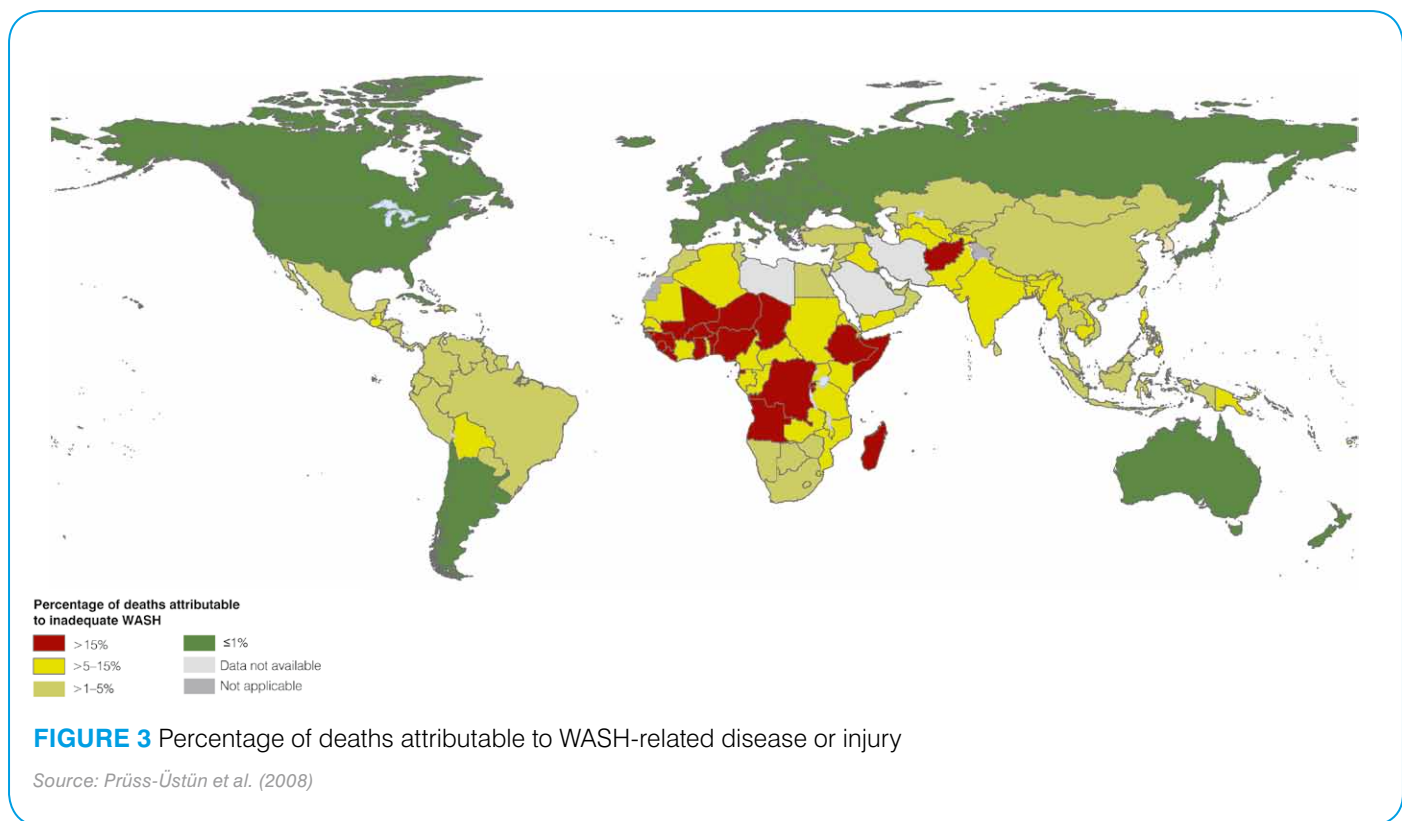 Percentage of deaths attributable
to inadequate WASH
>15%
>5–15%
>1–5%
≤1%
Data not available
Not applicable
FIGURE 3 Percentage of deaths attributable to WASH-related disease or injury
Source: Prüss-Üstün et al. (2008)